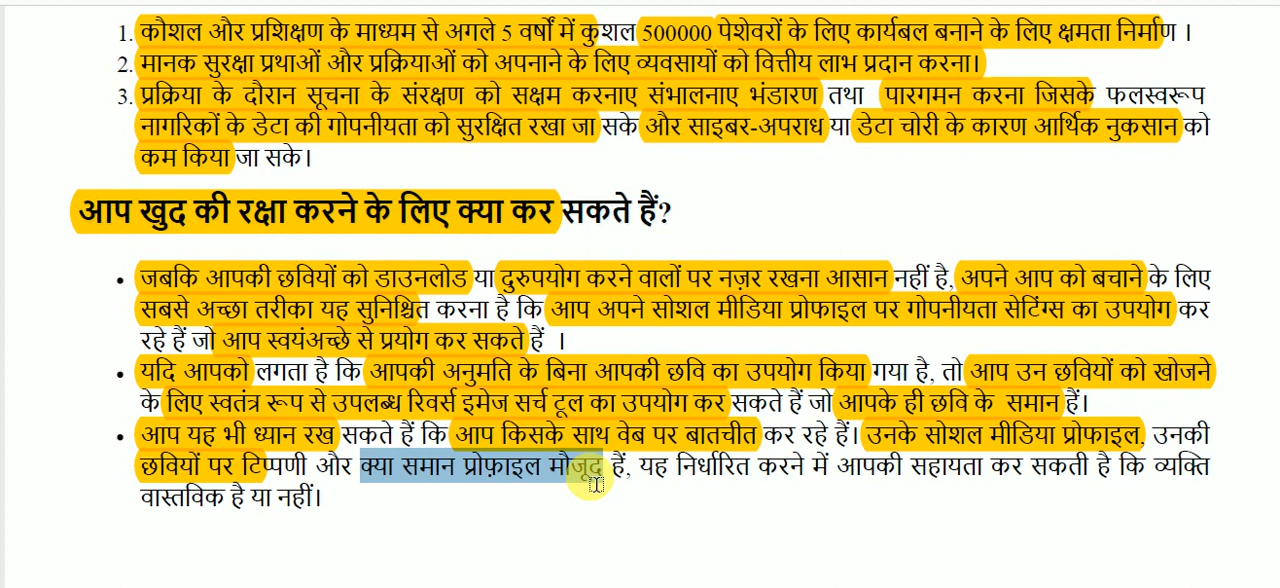 1. कौशल और प्रशिक्षण के माध्यम से अगले 5 वर्षों में कुशल 500000 पेशेवरों के लिए कार्यबल बनाने के लिए क्षमता निर्माण ।
2. मानक सुरक्षा प्रथाओं और प्रक्रियाओं को अपनाने के लिए व्यवसायों को वित्तीय लाभ प्रदान करना।
3. प्रक्रिया के दौरान सूचना के संरक्षण को सक्षम करनाए संभालनाए भंडारण तथा पारगमन करना जिसके फलस्वरूप
नागरिकों के डेटा की गोपनीयता को सुरक्षित रखा जा सके और साइबर-अपराध या डेटा चोरी के कारण आर्थिक नुकसान को
कम किया जा सके।
आप खुद की रक्षा करने के लिए क्या कर सकते हैं?
• जबकि आपकी छवियों को डाउनलोड या दुरुपयोग करने वालों पर नज़र रखना आसान नहीं है, अपने आप को बचाने के लिए
सबसे अच्छा तरीका यह सुनिश्चित करना है कि आप अपने सोशल मीडिया प्रोफाइल पर गोपनीयता सेटिंग्स का उपयोग कर
रहे हैं जो आप स्वयंअच्छे से प्रयोग कर सकते हैं ।
• यदि आपको लगता है कि आपकी अनुमति के बिना आपकी छवि का उपयोग किया गया है, तो आप उन छवियों को खोजने
के लिए स्वतंत्र रूप से उपलब्ध रिवर्स इमेज सर्च टूल का उपयोग कर सकते हैं जो आपके ही छवि के समान हैं।
• आप यह भी ध्यान रख सकते हैं कि आप किसके साथ वेब पर बातचीत कर रहे हैं। उनके सोशल मीडिया प्रोफाइल, उनकी
छवियों पर टिप्पणी और क्या समान प्रोफ़ाइल मौजूद हैं, यह निर्धारित करने में आपकी सहायता कर सकती है कि व्यक्ति
वास्तविक है या नहीं।